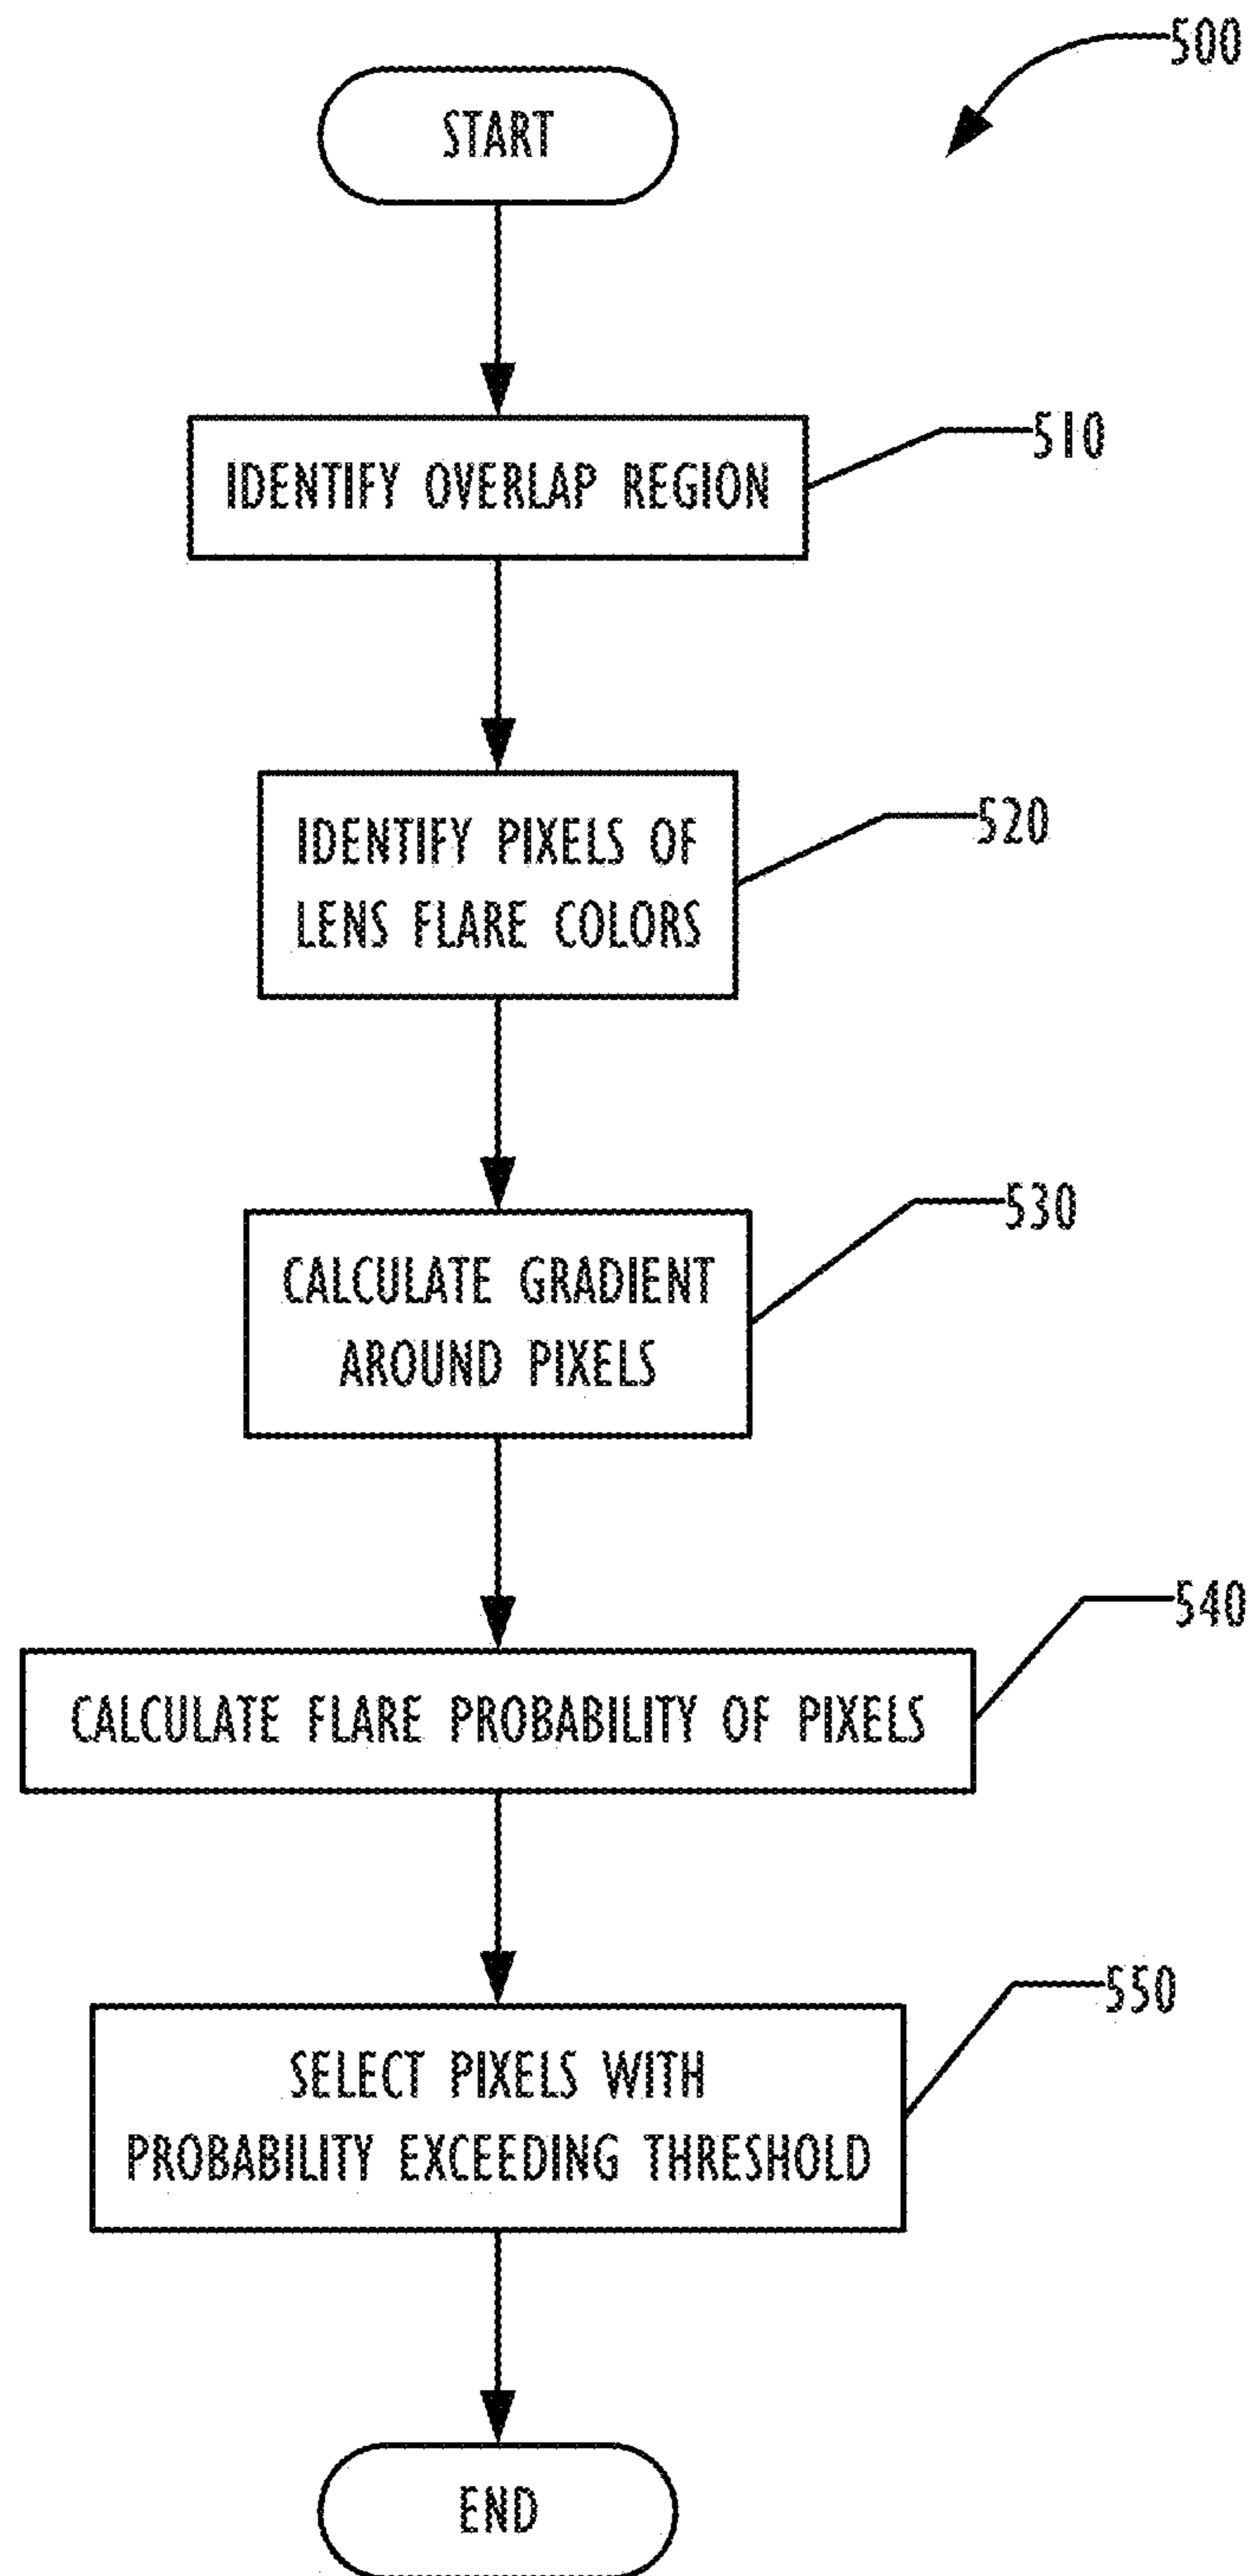 500
START
IDENTIFY OVERLAP REGION
510
IDENTIFY PIXELS OF
LENS FLARE COLORS
520
CALCULATE GRADIENT
AROUND PIXELS
530
CALCULATE FLARE PROBABILITY OF PIXELS
540
SELECT PIXELS WITH
PROBABILITY EXCEEDING THRESHOLD
550
END